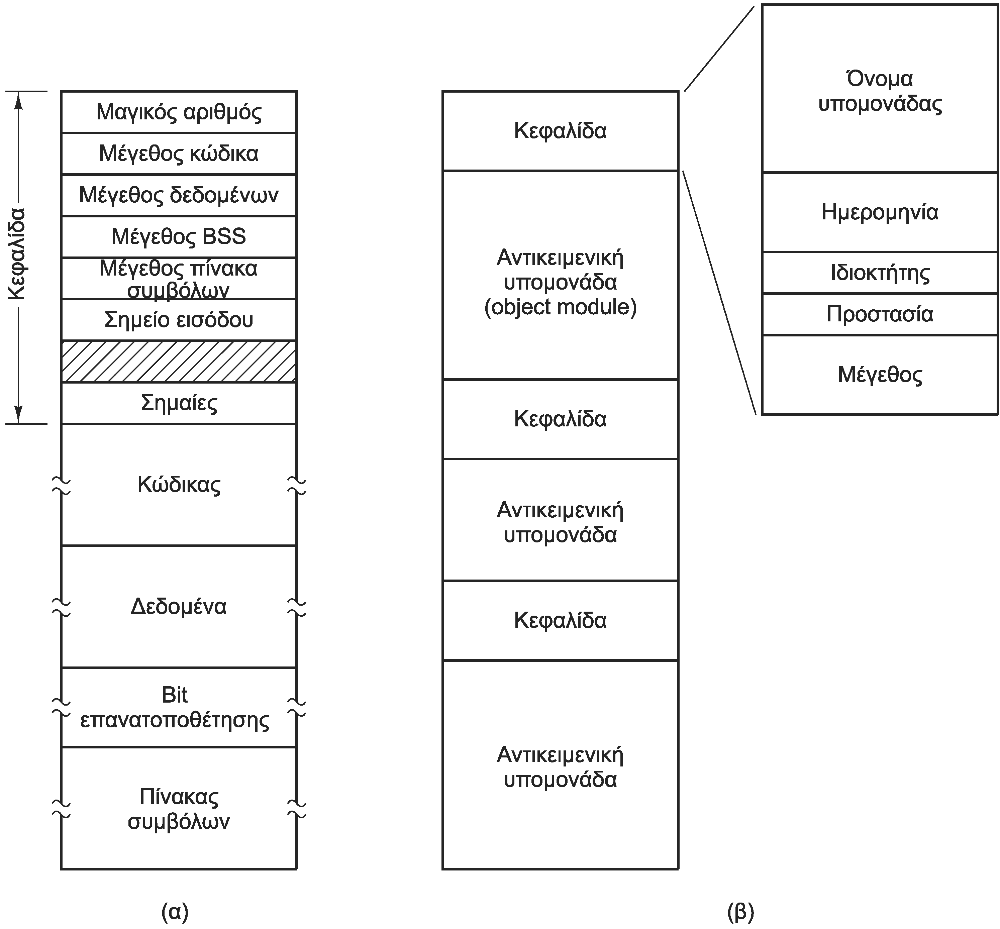 Κεφαλίδα
Μαγικός αριθμός
Μέγεθος κώδικα
Μέγεθος δεδομένων
Μέγεθος BSS
Μέγεθος πίνακα
συμβόλων
Σημείο εισόδου
Σημαίες
Κώδικας
Δεδομένα
Bit
επανατοποθέτησης
Πίνακας
συμβόλων
(α)
Κεφαλίδα
Αντικειμενική
υπομονάδα
(object module)
Κεφαλίδα
Αντικειμενική
υπομονάδα
Κεφαλίδα
Αντικειμενική
υπομονάδα
Όνομα
υπομονάδας
Ημερομηνία
Ιδιοκτήτης
Προστασία
Μέγεθος
(β)